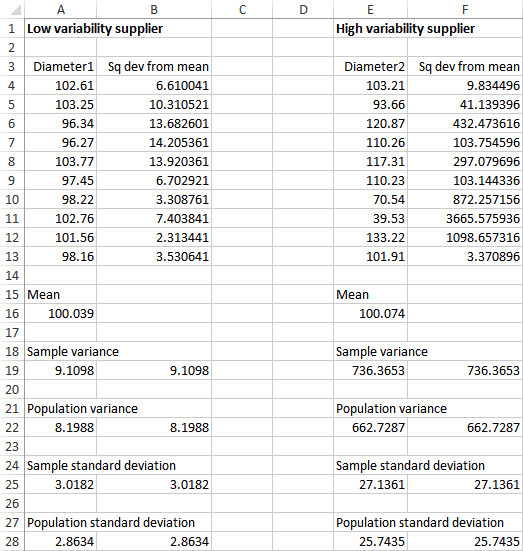 A B C D E F
1 Low variability supplier High variability supplier
2
3 Diameter1 Sq dev from mean Diameter2 Sq dev from mean
4 102.61 6.610041 103.21 9.834496
5 103.25 10.310521 93.66 41.139396
6 96.34 13.682601 120.87 432.473616
7 96.27 14.205361 110.26 103.754596
8 103.77 13.920361 117.31 297.079696
9 97.45 6.702921 110.23 103.144336
10 98.22 3.308761 70.54 872.257156
11 102.76 7.403841 39.53 3665.575936
12 101.56 2.313441 133.22 1098.657316
13 98.16 3.530641 101.91 3.370896
14
15 Mean Mean
16 100.039 100.074
17
18 Sample variance Sample variance
19 9.1098 9.1098 736.3653 736.3653
20
21 Population variance Population variance
22 8.1988 8.1988 662.7287 662.7287
23
24 Sample standard deviation Sample standard deviation
25 3.0182 3.0182 27.1361 27.1361
26
27 Population standard deviation Population standard deviation
28 2.8634 2.8634 25.7435 25.7435